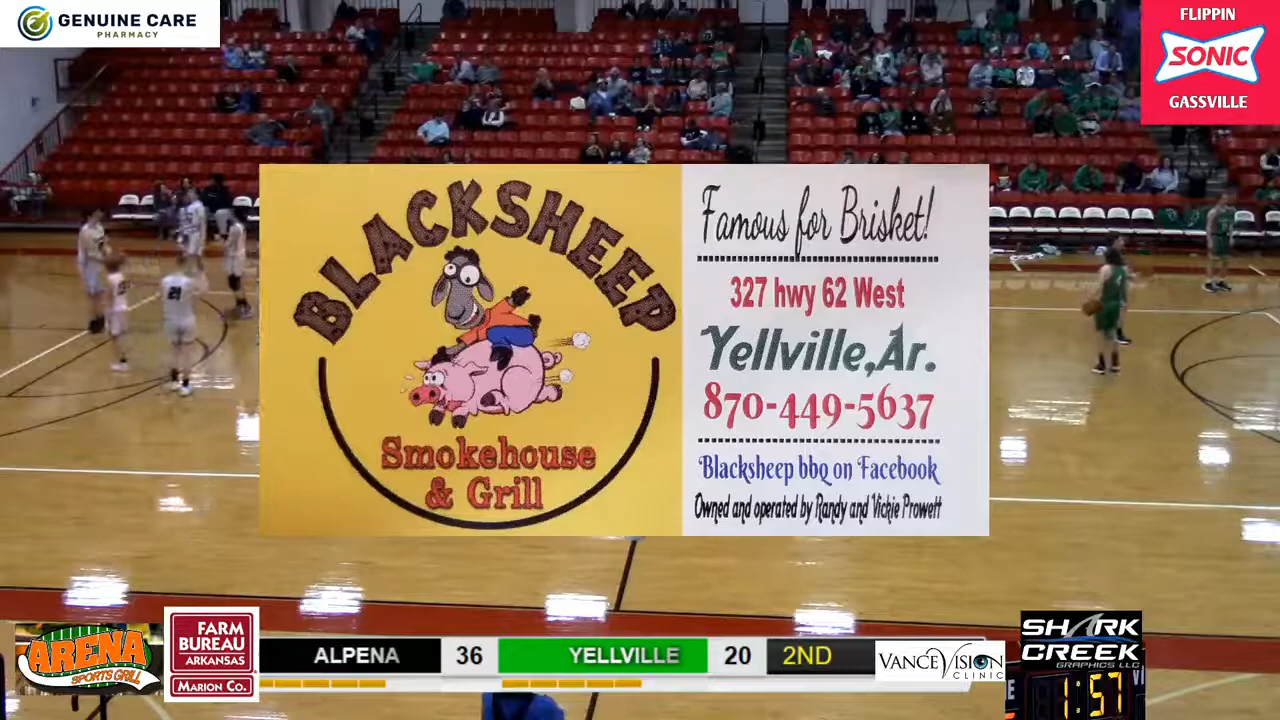 GENUINE CARE
PHARMACY
FLIPPIN
SONIC
GASSVILLE
BLACKSHEEP
Smokehouse
& Grill
Famous for Brisket!
327 hwy 62 West
Yellville,Ar.
870-449-5637
Blacksheep bbq on Facebook
Owned and operated by Randy and Vickie Prowett
21
ARENA
SPORTS GRILL
FARM
BUREAU
ARKANSAS
MARION CO.
ALPENA 36 YELLVILLE 20 2ND
VANCE VISION
CLINIC
SHARK
CREEK
GRAPHICS LLC
1:57